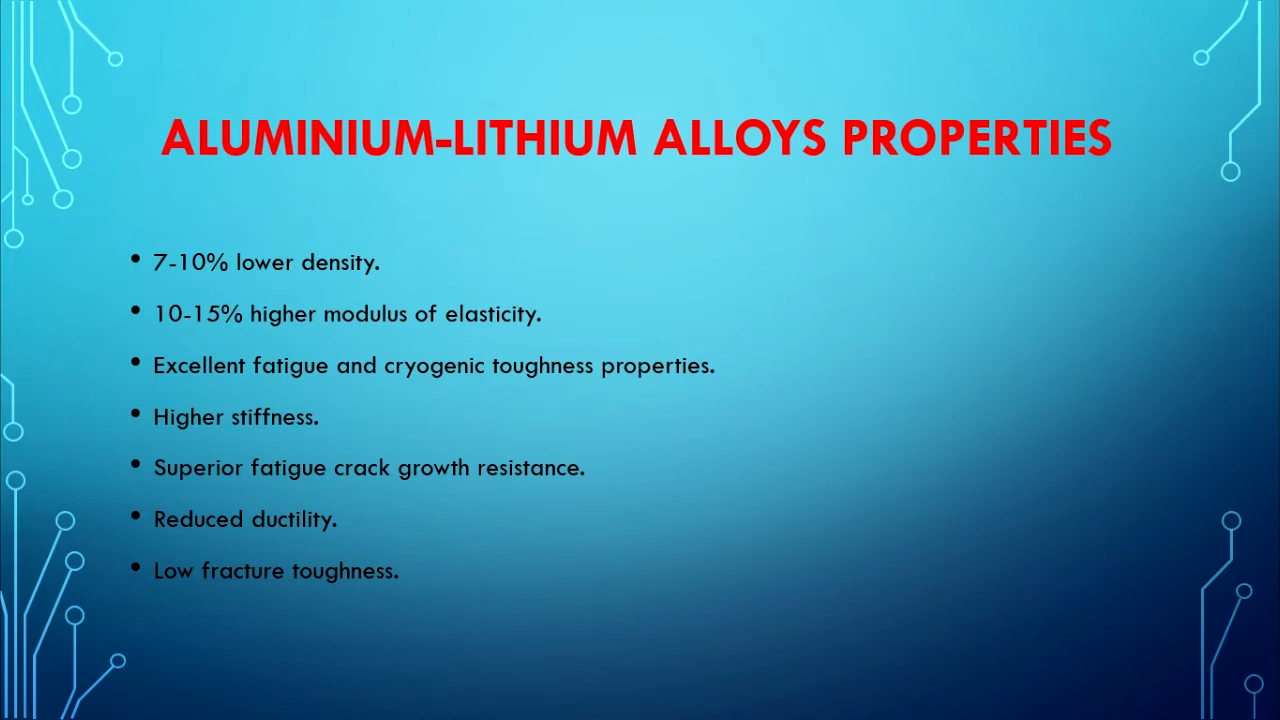 ALUMINIUM-LITHIUM ALLOYS PROPERTIES
• 7-10% lower density.
• 10-15% higher modulus of elasticity.
• Excellent fatigue and cryogenic toughness properties.
• Higher stiffness.
• Superior fatigue crack growth resistance.
• Reduced ductility.
• Low fracture toughness.